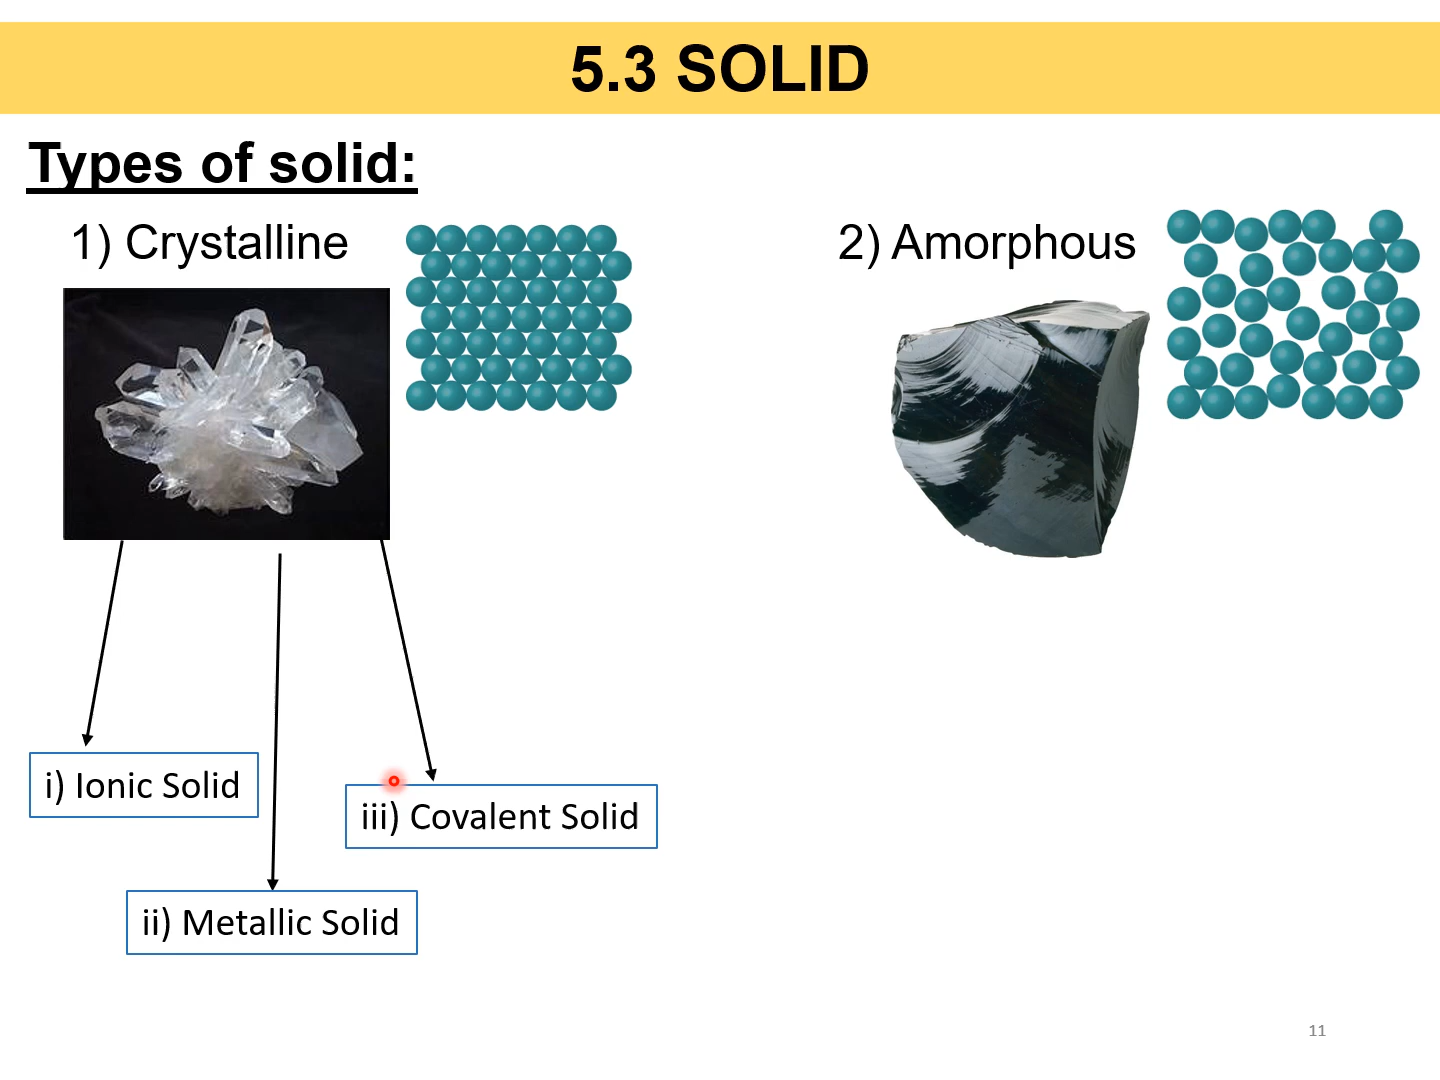 5.3 SOLID
Types of solid:
1) Crystalline
2) Amorphous
i) Ionic Solid
iii) Covalent Solid
ii) Metallic Solid
11